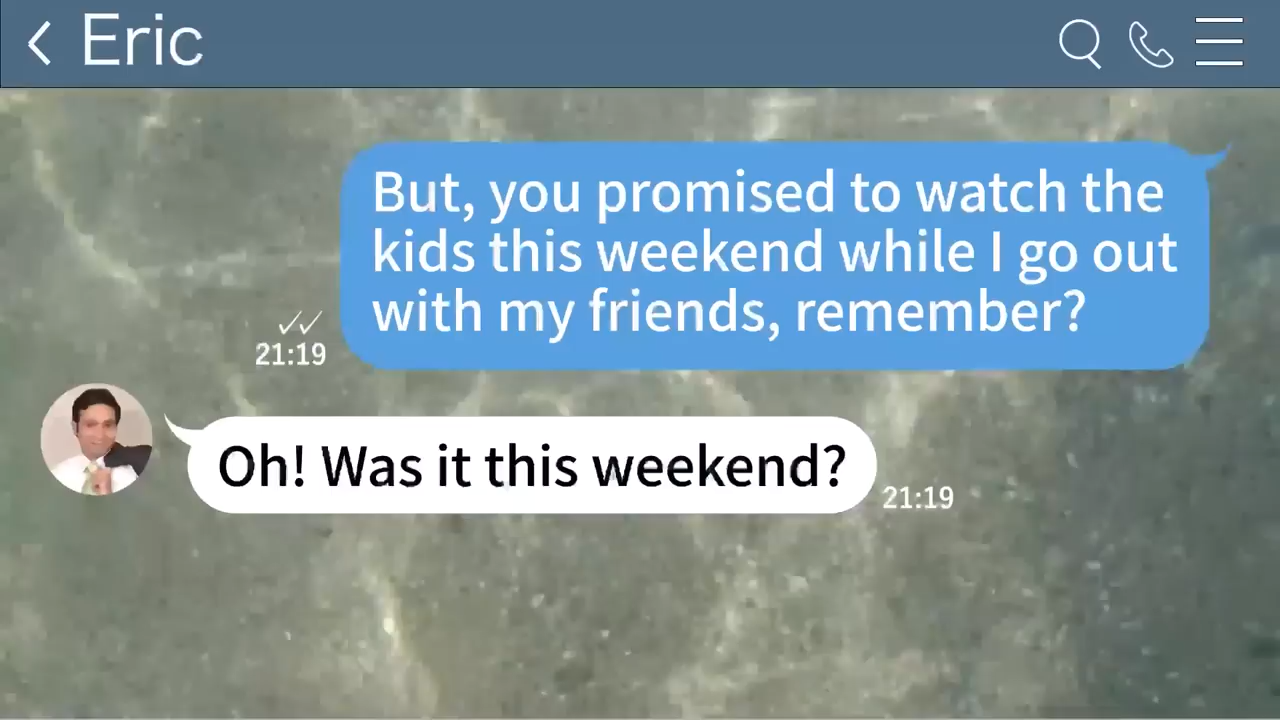 Eric
But, you promised to watch the
kids this weekend while I go out
with my friends, remember?
21:19
Oh! Was it this weekend?
21:19